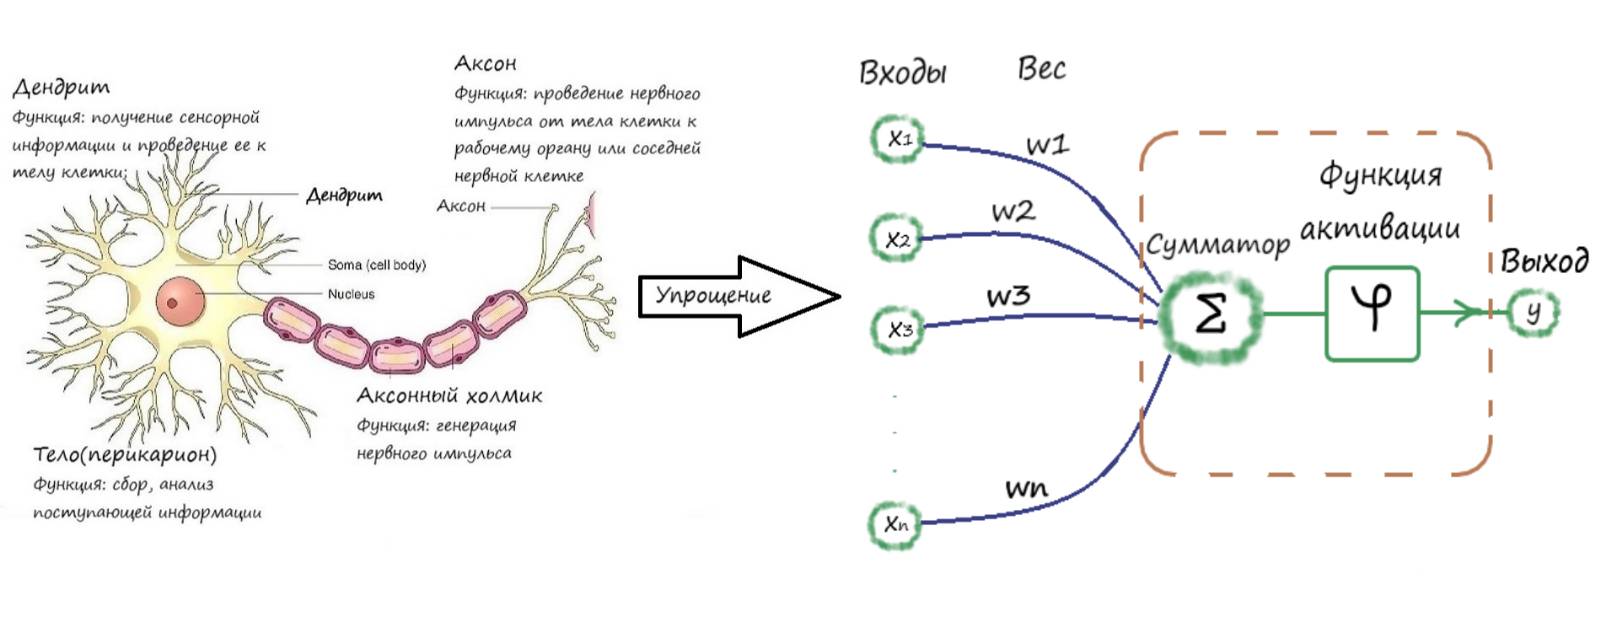 Дендрит
Функция: получение сенсорной
информации и проведение ее к
телу клетки;
Дендрит
Soma (cell body)
Nucleus
Тело(перикарион)
Функция: сбор, анализ
поступающей информации
Аксон
Функция: проведение нервного
импульса от тела клетки к
рабочему органу или соседней
нервной клетке
Аксон
Аксонный холмик
Функция: генерация
нервного импульса
Упрощение
Входы
Вес
x1
w1
x2
w2
x3
w3
xn
wn
Сумматор
Σ
Функция
активации
φ
Выход
y